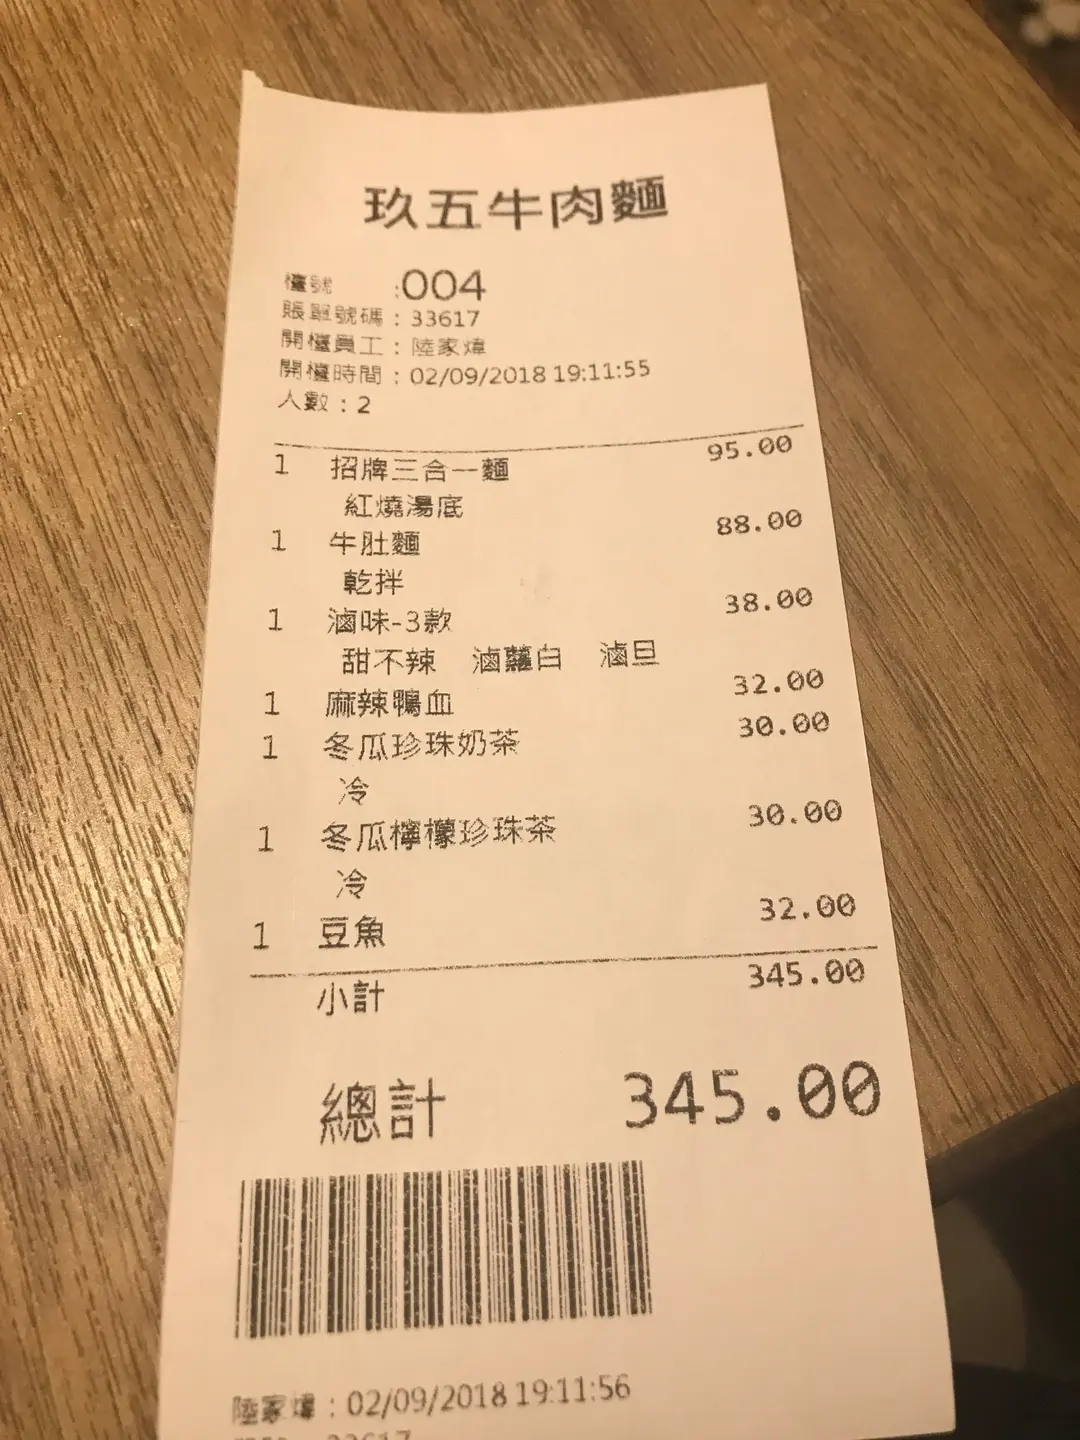 玖五牛肉麵
檯號 :004
賬單號碼 : 33617
開檯員工 : 陸家煒
開檯時間 : 02/09/2018 19:11:55
人數 : 2
1 招牌三合一麵 95.00
紅燒湯底
1 牛肚麵 88.00
乾拌
1 滷味-3款 38.00
甜不辣 滷蘿白 滷旦
1 麻辣鴨血 32.00
1 冬瓜珍珠奶茶 30.00
冷
1 冬瓜檸檬珍珠茶 30.00
冷
1 豆魚 32.00
小計 345.00
總計 345.00
陸家煒 : 02/09/2018 19:11:56
: 33617